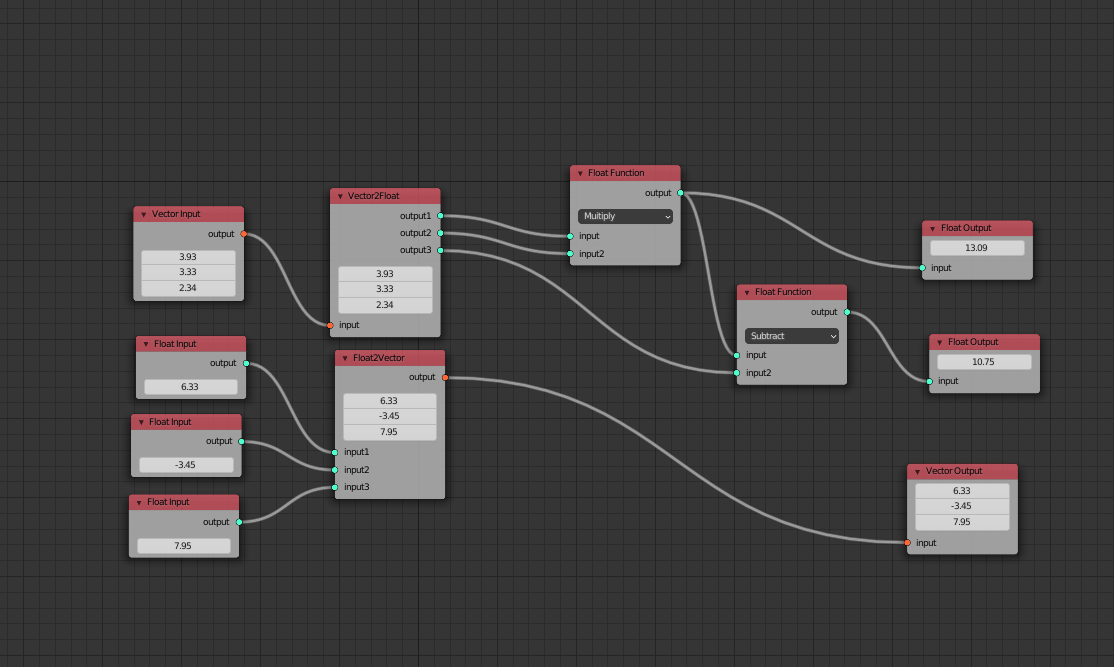 Vector Input
output
3.93
3.33
2.34
Float Input
output
6.33
Float Input
output
-3.45
Float Input
output
7.95
Vector2Float
output1
output2
output3
3.93
3.33
2.34
input
Float2Vector
output
6.33
-3.45
7.95
input1
input2
input3
Float Function
output
Multiply
input
input2
Float Function
output
Subtract
input
input2
Float Output
13.09
input
Float Output
10.75
input
Vector Output
6.33
-3.45
7.95
input